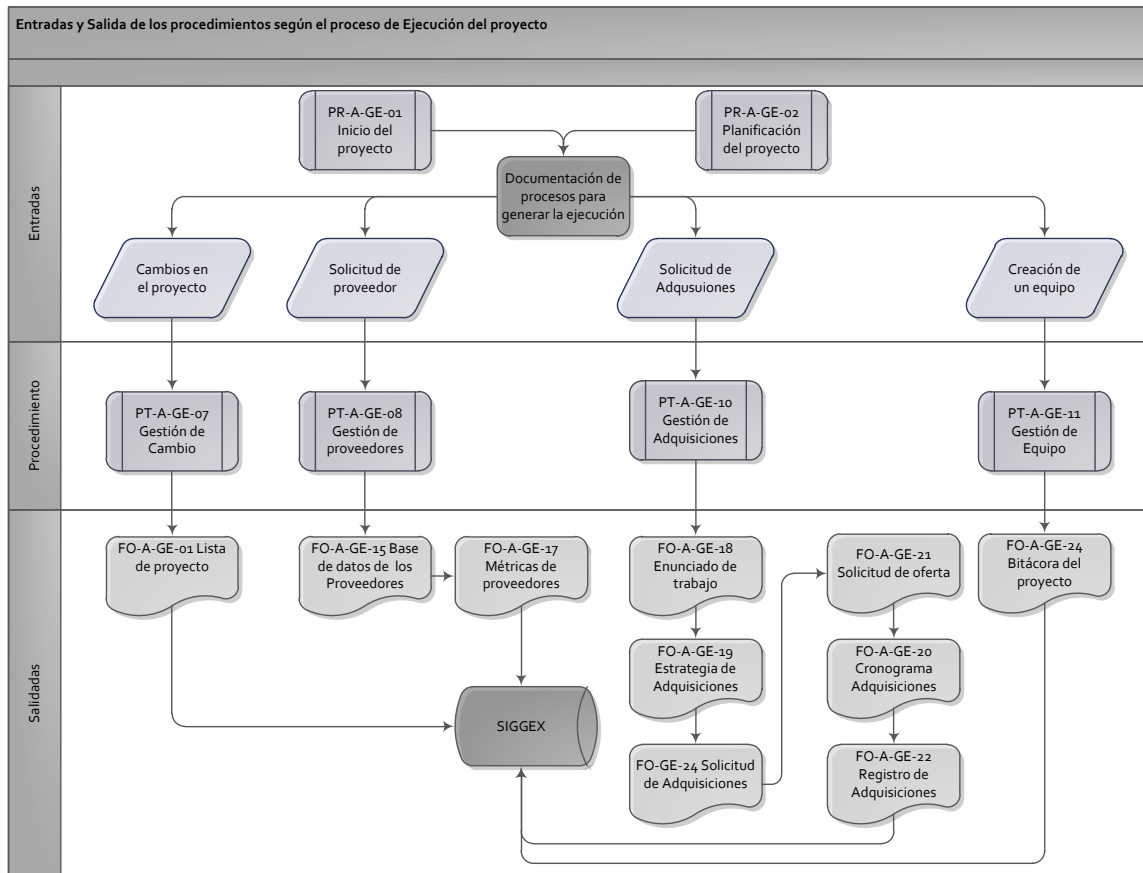 Entradas y Salida de los procedimientos según el proceso de Ejecución del proyecto
Entradas
PR-A-GE-01
Inicio del
proyecto
PR-A-GE-02
Planificación
del proyecto
Documentación de
procesos para
generar la ejecución
Cambios en
el proyecto
Solicitud de
proveedor
Solicitud de
Adqusuiones
Creación de
un equipo
Procedimiento
PT-A-GE-07
Gestión de
Cambio
PT-A-GE-08
Gestión de
proveedores
PT-A-GE-10
Gestión de
Adquisiciones
PT-A-GE-11
Gestión de
Equipo
Salidadas
FO-A-GE-01 Lista
de proyecto
FO-A-GE-15 Base
de datos de los
Proveedores
FO-A-GE-17
Métricas de
proveedores
FO-A-GE-18
Enunciado de
trabajo
FO-A-GE-21
Solicitud de oferta
FO-A-GE-24
Bitácora del
proyecto
FO-A-GE-19
Estrategia de
Adquisiciones
FO-A-GE-20
Cronograma
Adquisiciones
SIGGEX
FO-GE-24 Solicitud
de Adquisiciones
FO-A-GE-22
Registro de
Adquisiciones